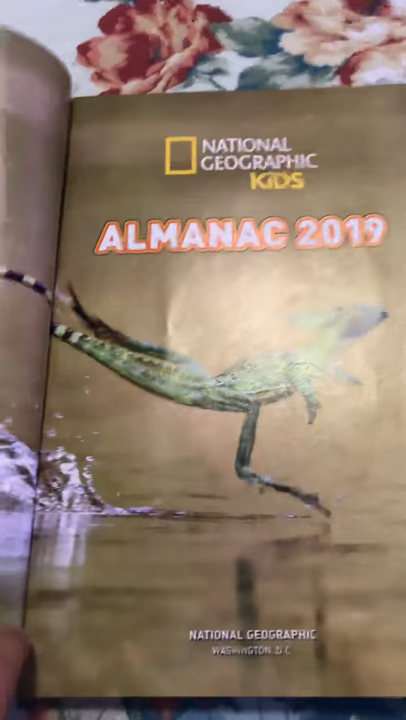 NATIONAL
GEOGRAPHIC
KiDS
ALMANAC 2019
NATIONAL GEOGRAPHIC
WASHINGTON, D.C.